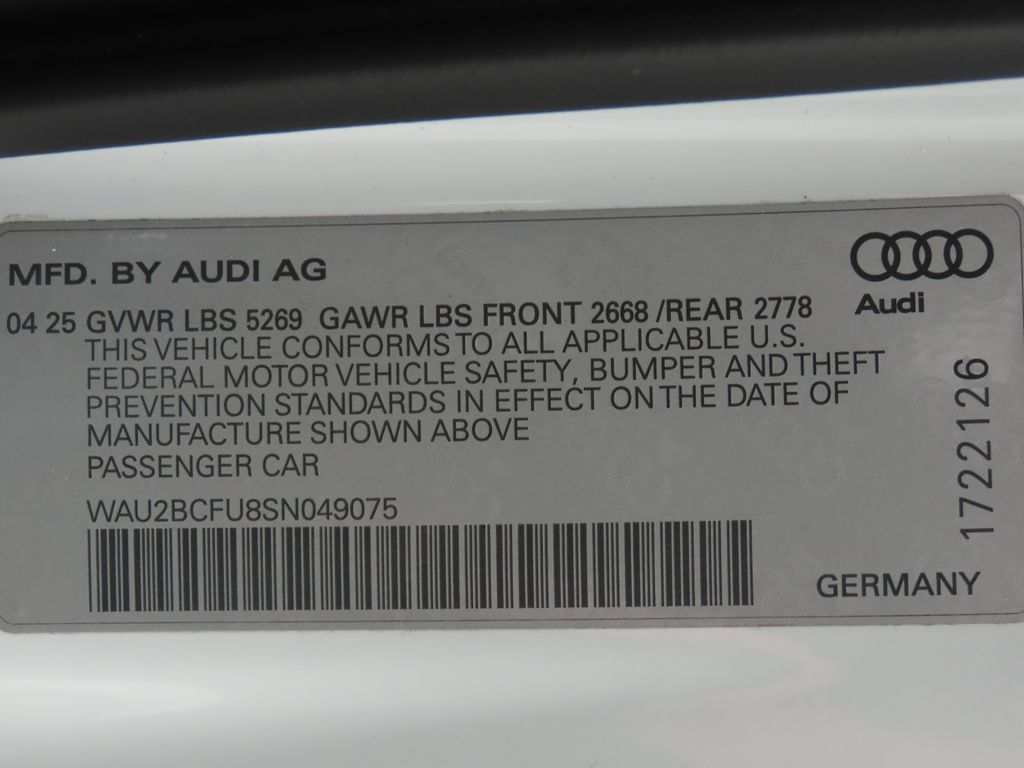 MFD. BY AUDI AG
Audi
04 25 GVWR LBS 5269 GAWR LBS FRONT 2668 /REAR 2778
THIS VEHICLE CONFORMS TO ALL APPLICABLE U.S.
FEDERAL MOTOR VEHICLE SAFETY, BUMPER AND THEFT
PREVENTION STANDARDS IN EFFECT ON THE DATE OF
MANUFACTURE SHOWN ABOVE
PASSENGER CAR
WAU2BCFU8SN049075
1722126
GERMANY